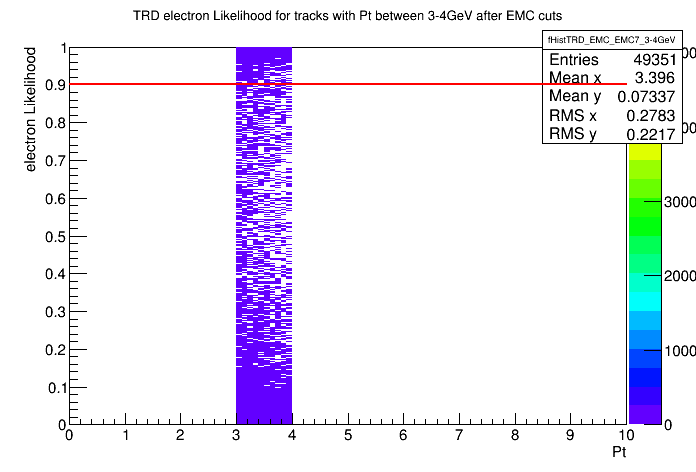 TRD electron Likelihood for tracks with Pt between 3-4GeV after EMC cuts
fHistTRD_EMC_EMC7_3-4GeV
Entries 49351
Mean x 3.396
Mean y 0.07337
RMS x 0.2783
RMS y 0.2217
electron Likelihood
1
0.9
0.8
0.7
0.6
0.5
0.4
0.3
0.2
0.1
0
0 1 2 3 4 5 6 7 8 9 10
Pt
3000
2000
1000
0